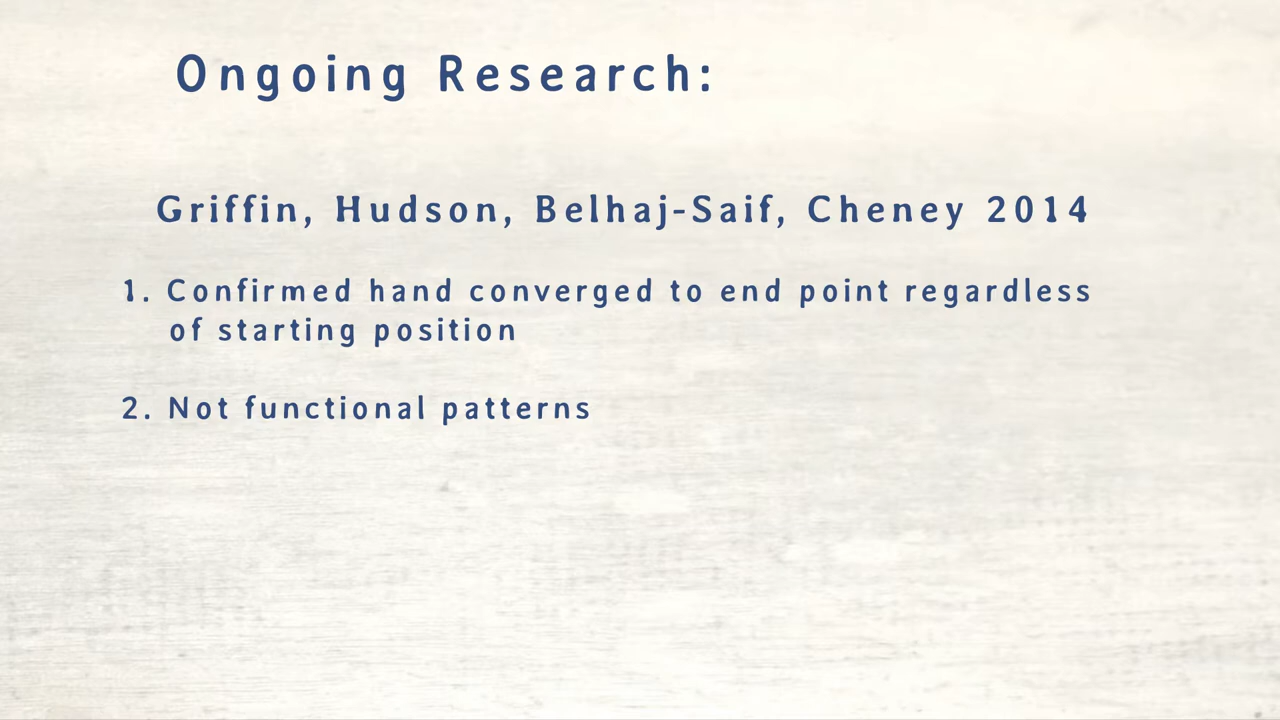 Ongoing Research:
Griffin, Hudson, Belhaj-Saif, Cheney 2014
1. Confirmed hand converged to end point regardless
of starting position
2. Not functional patterns